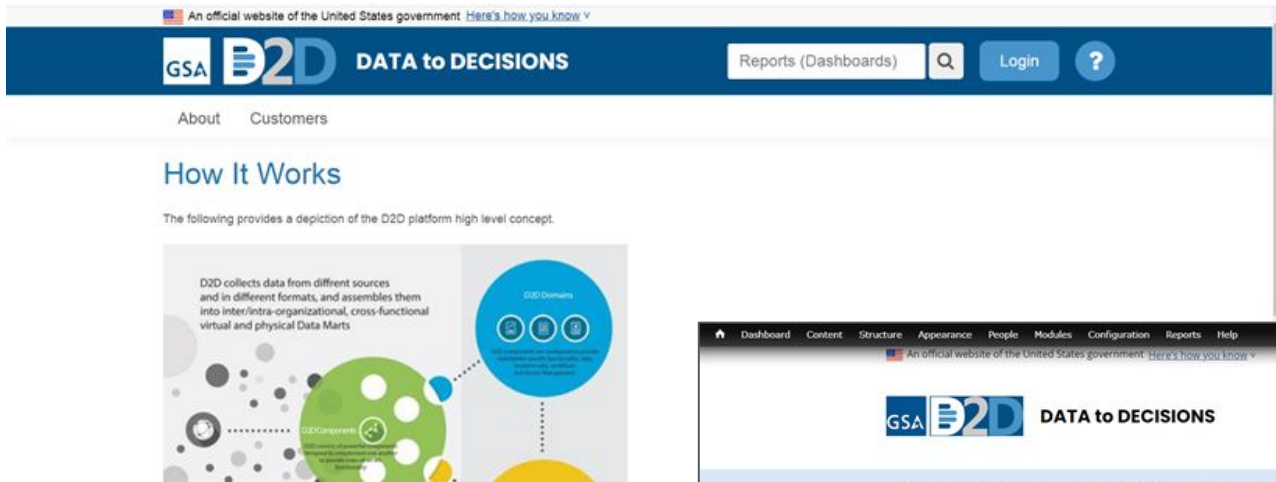 An official website of the United States government Here's how you know v
GSA D2D DATA to DECISIONS
Reports (Dashboards)
Login
?
About Customers
How It Works
The following provides a depiction of the D2D platform high level concept.
D2D collects data from diffrent sources
and in different formats, and assembles them
into inter/intra-organizational, cross-functional
virtual and physical Data Marts
D2D Domains
D2D Components
Dashboard Content Structure Appearance People Modules Configuration Reports Help
An official website of the United States government Here's how you know v
GSA D2D DATA to DECISIONS